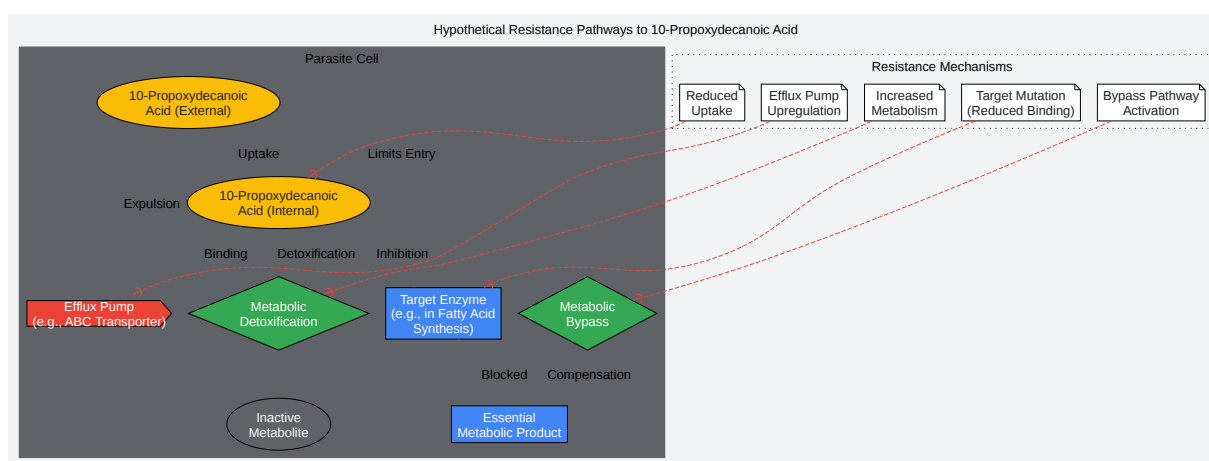 Hypothetical Resistance Pathways to 10-Propoxydecanoic Acid
Parasite Cell
10-Propoxydecanoic
Acid (External)
Uptake
Limits Entry
10-Propoxydecanoic
Acid (Internal)
Expulsion
Binding
Detoxification
Inhibition
Efflux Pump
(e.g., ABC Transporter)
Metabolic
Detoxification
Target Enzyme
(e.g., in Fatty Acid
Synthesis)
Metabolic
Bypass
Blocked
Compensation
Inactive
Metabolite
Essential
Metabolic Product
Resistance Mechanisms
Reduced
Uptake
Efflux Pump
Upregulation
Increased
Metabolism
Target Mutation
(Reduced Binding)
Bypass Pathway
Activation